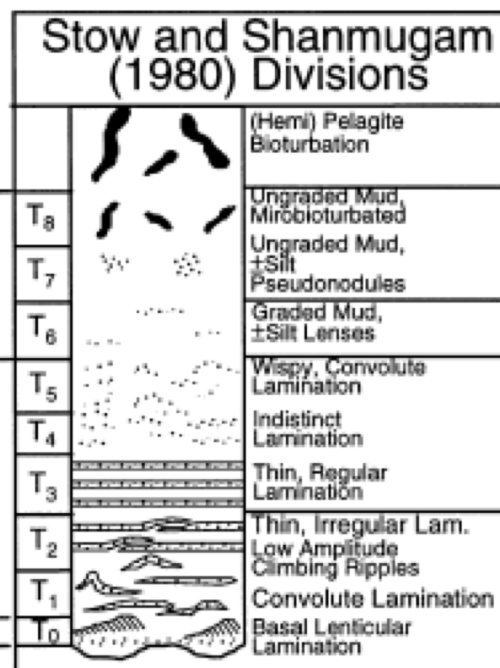 Stow and Shanmugam
(1980) Divisions
(Hemi) Pelagite
Bioturbation
T8
Ungraded Mud,
Mirobioturbated
T7
Ungraded Mud,
±Silt
Pseudonodules
T6
Graded Mud,
±Silt Lenses
T5
Wispy, Convolute
Lamination
T4
Indistinct
Lamination
T3
Thin, Regular
Lamination
T2
Thin, Irregular Lam.
Low Amplitude
Climbing Ripples
T1
Convolute Lamination
T0
Basal Lenticular
Lamination